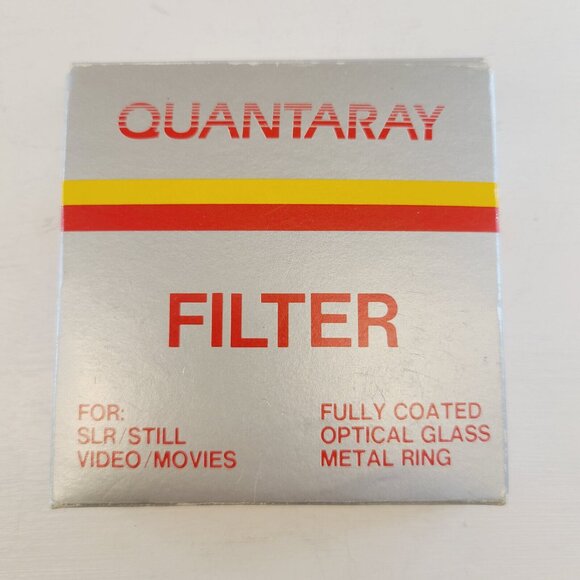 QUANTARAY
FILTER
FOR:
SLR/STILL
VIDEO/MOVIES
FULLY COATED
OPTICAL GLASS
METAL RING